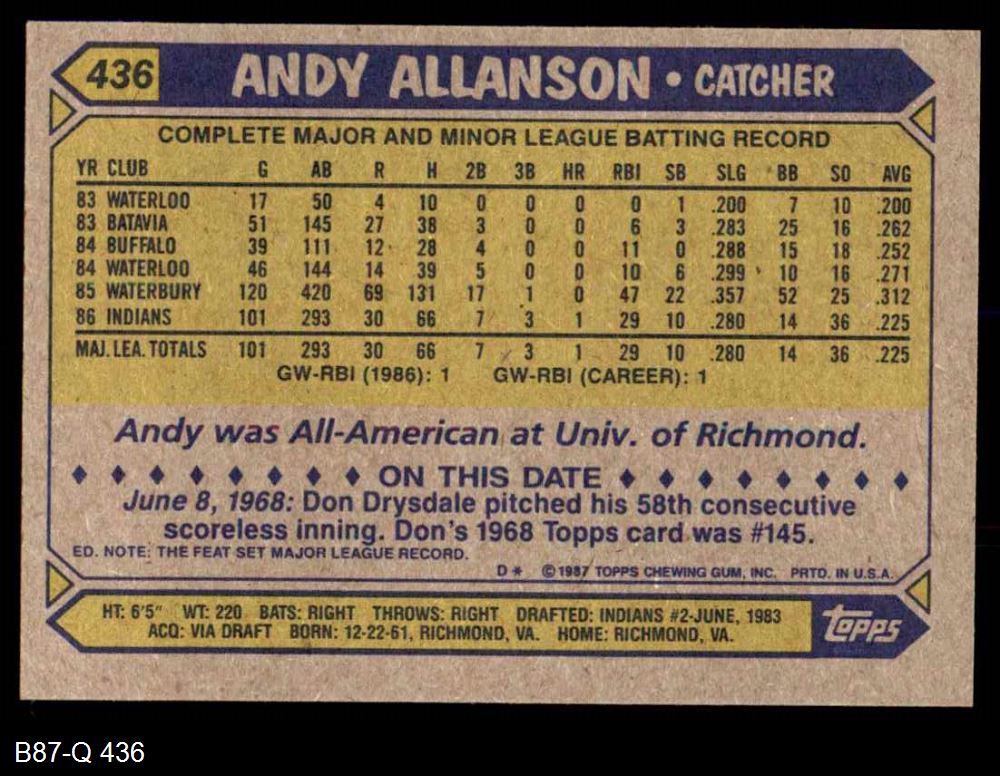 436 ANDY ALLANSON • CATCHER
COMPLETE MAJOR AND MINOR LEAGUE BATTING RECORD
YR CLUB G AB R H 2B 3B HR RBI SB SLG BB SO AVG
83 WATERLOO 17 50 4 10 0 0 0 0 1 .200 7 10 .200
83 BATAVIA 51 145 27 38 3 0 0 6 3 .283 25 16 .262
84 BUFFALO 39 111 12 28 4 0 0 11 0 .288 15 18 .252
84 WATERLOO 46 144 14 39 5 0 0 10 6 .299 10 16 .271
85 WATERBURY 120 420 69 131 17 1 0 47 22 .357 52 25 .312
86 INDIANS 101 293 30 66 7 3 1 29 10 .280 14 36 .225
MAJ. LEA. TOTALS 101 293 30 66 7 3 1 29 10 .280 14 36 .225
GW-RBI (1986): 1 GW-RBI (CAREER): 1
Andy was All-American at Univ. of Richmond.
♦ ♦ ♦ ♦ ♦ ♦ ♦ ♦ ON THIS DATE ♦ ♦ ♦ ♦ ♦ ♦ ♦ ♦
June 8, 1968: Don Drysdale pitched his 58th consecutive
scoreless inning. Don's 1968 Topps card was #145.
ED. NOTE: THE FEAT SET MAJOR LEAGUE RECORD.
D* © 1987 TOPPS CHEWING GUM, INC. PRTD. IN U.S.A.
HT: 6'5" WT: 220 BATS: RIGHT THROWS: RIGHT DRAFTED: INDIANS #2-JUNE, 1983
ACQ: VIA DRAFT BORN: 12-22-61, RICHMOND, VA. HOME: RICHMOND, VA.
Topps
B87-Q 436